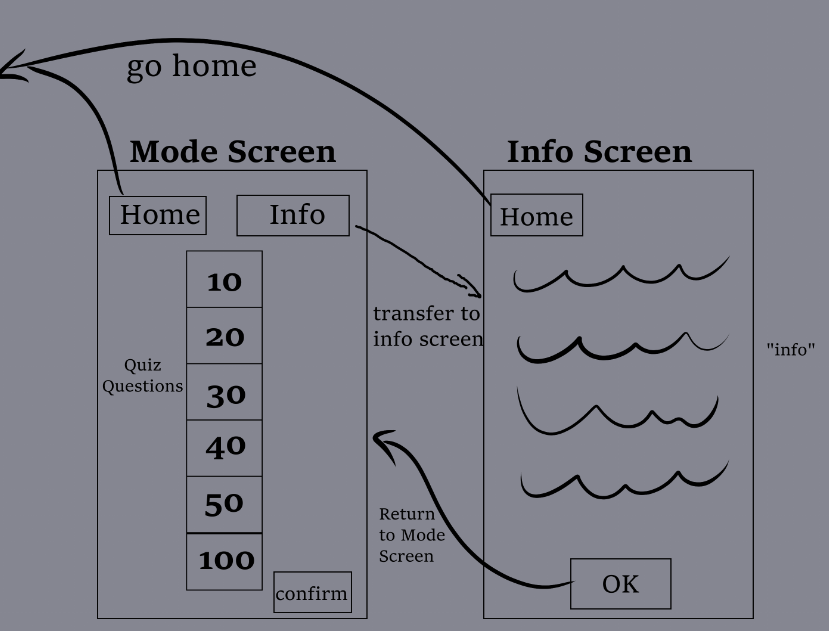 go home
Mode Screen
Info Screen
Home
Info
Home
10
20
30
40
50
100
Quiz
Questions
transfer to
info screen
"info"
Return
to Mode
Screen
confirm
OK